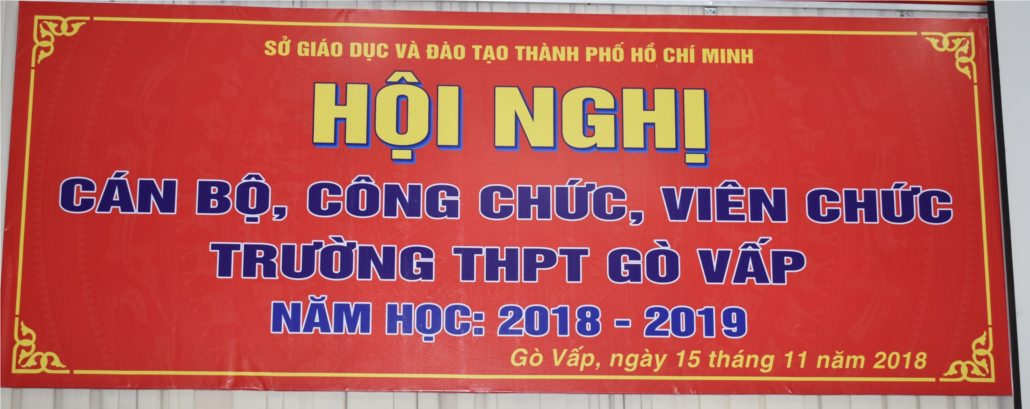 SỞ GIÁO DỤC VÀ ĐÀO TẠO THÀNH PHỐ HỒ CHÍ MINH
HỘI NGHỊ
CÁN BỘ, CÔNG CHỨC, VIÊN CHỨC
TRƯỜNG THPT GÒ VẤP
NĂM HỌC: 2018 - 2019
Gò Vấp, ngày 15 tháng 11 năm 2018